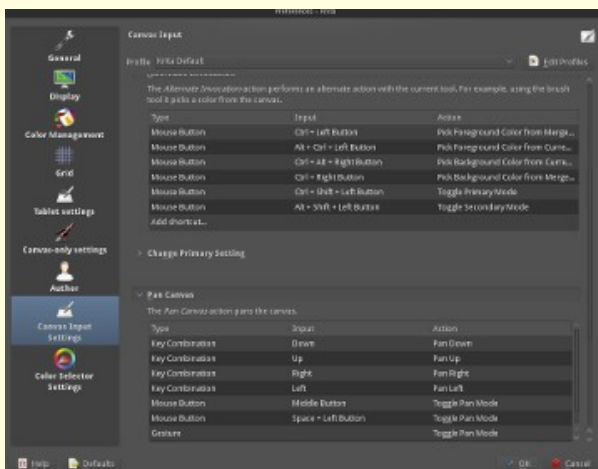 Preferences - Krita
General
Display
Color Management
Grid
Tablet settings
Canvas-only settings
Author
Canvas Input
Settings
Color Selector
Settings
Canvas Input
Profile Krita Default Edit Profiles
The Alternate Invocation action performs an alternate action with the current tool. For example, using the brush
tool it picks a color from the canvas.
Type Input Action
Mouse Button Ctrl + Left Button Pick Foreground Color from Merge...
Mouse Button Alt + Ctrl + Left Button Pick Foreground Color from Curre...
Mouse Button Ctrl + Alt + Right Button Pick Background Color from Curre...
Mouse Button Ctrl + Right Button Pick Background Color from Merge...
Mouse Button Ctrl + Shift + Left Button Toggle Primary Mode
Mouse Button Alt + Shift + Left Button Toggle Secondary Mode
Add shortcut...
Change Primary Setting
Pan Canvas
The Pan Canvas action pans the canvas.
Type Input Action
Key Combination Down Pan Down
Key Combination Up Pan Up
Key Combination Right Pan Right
Key Combination Left Pan Left
Mouse Button Middle Button Toggle Pan Mode
Mouse Button Space + Left Button Toggle Pan Mode
Gesture Toggle Pan Mode
Help Defaults OK Cancel